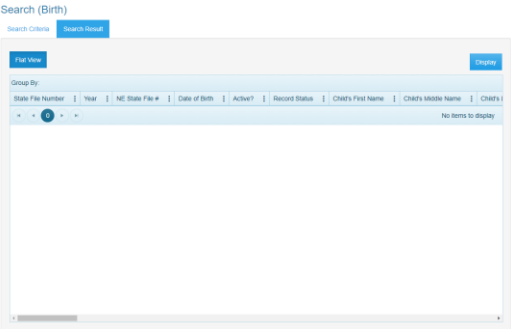 Search (Birth)
Search Criteria Search Result
Flat View
Display
Group By:
State File Number Year NE State File # Date of Birth Active? Record Status Child's First Name Child's Middle Name Child's
0 No items to display